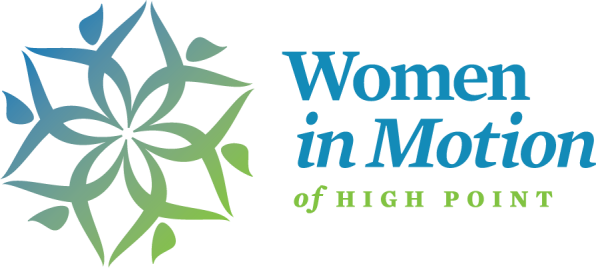 Women
in Motion
of HIGH POINT